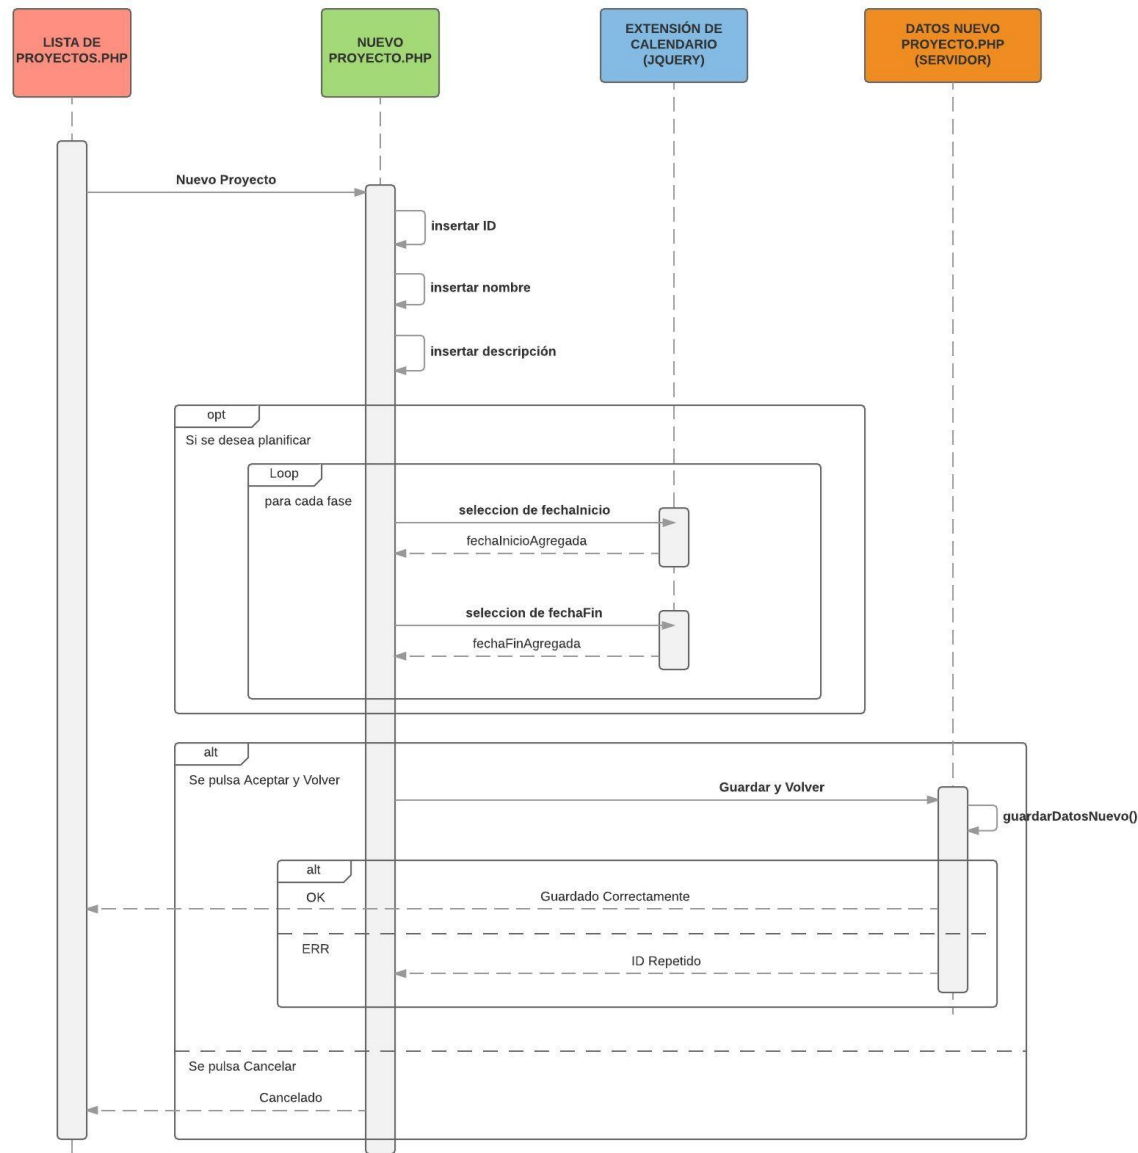 LISTA DE
PROYECTOS.PHP
NUEVO
PROYECTO.PHP
EXTENSIÓN DE
CALENDARIO
(JQUERY)
DATOS NUEVO
PROYECTO.PHP
(SERVIDOR)
Nuevo Proyecto
insertar ID
insertar nombre
insertar descripción
opt
Si se desea planificar
Loop
para cada fase
seleccion de fechaInicio
fechaInicioAgregada
seleccion de fechaFin
fechaFinAgregada
alt
Se pulsa Aceptar y Volver
Guardar y Volver
guardarDatosNuevo()
alt
OK
Guardado Correctamente
ERR
ID Repetido
Se pulsa Cancelar
Cancelado